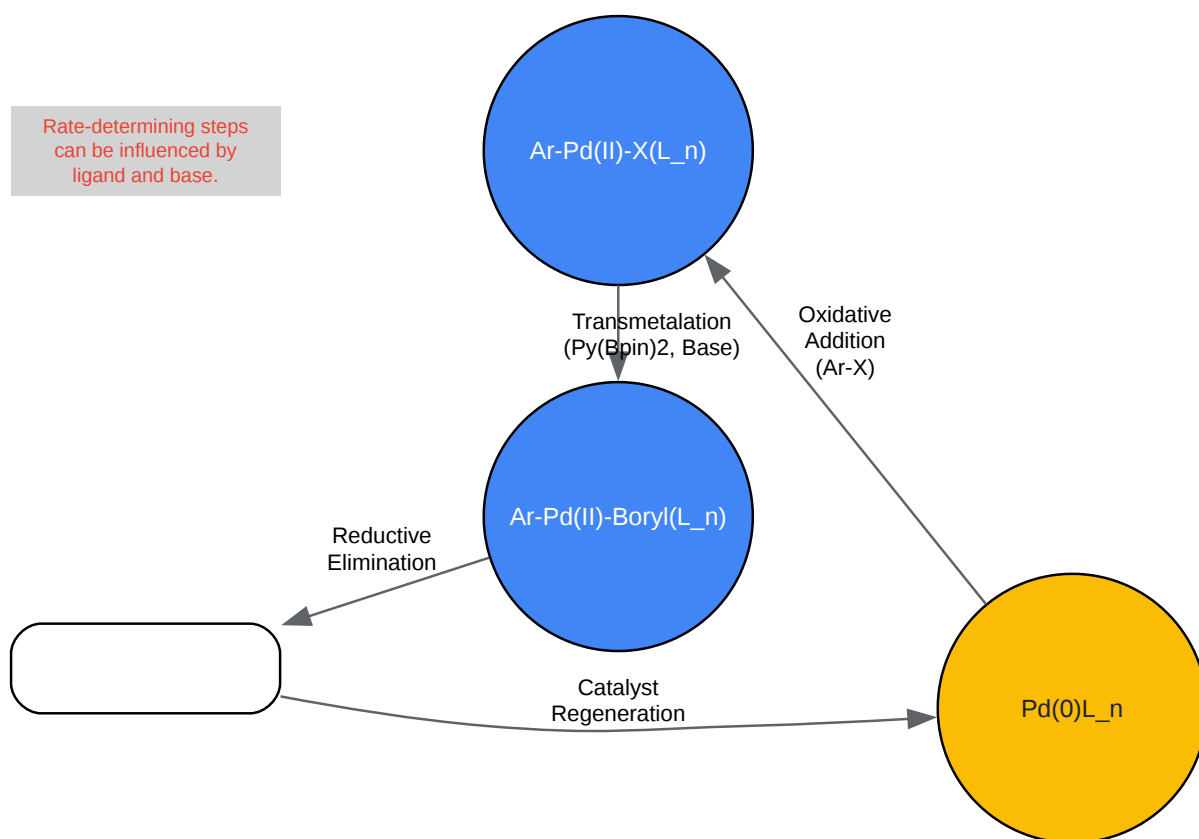 Rate-determining steps
can be influenced by
ligand and base.
Ar-Pd(II)-X(L_n)
Transmetalation
(Py(Bpin)2, Base)
Oxidative
Addition
(Ar-X)
Ar-Pd(II)-Boryl(L_n)
Reductive
Elimination
Catalyst
Regeneration
Pd(0)L_n